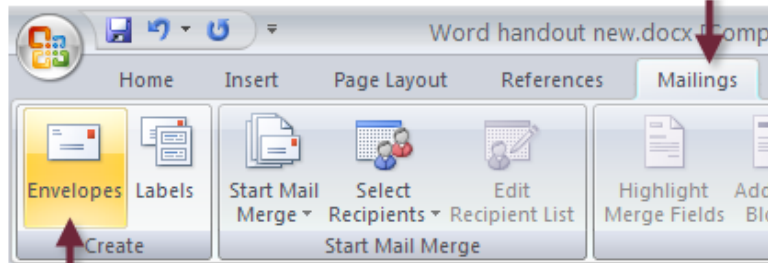 Word handout new.docx [Comp
Home Insert Page Layout References Mailings
Envelopes Labels Start Mail Merge Select Recipients Edit Recipient List Highlight Merge Fields
Create Start Mail Merge